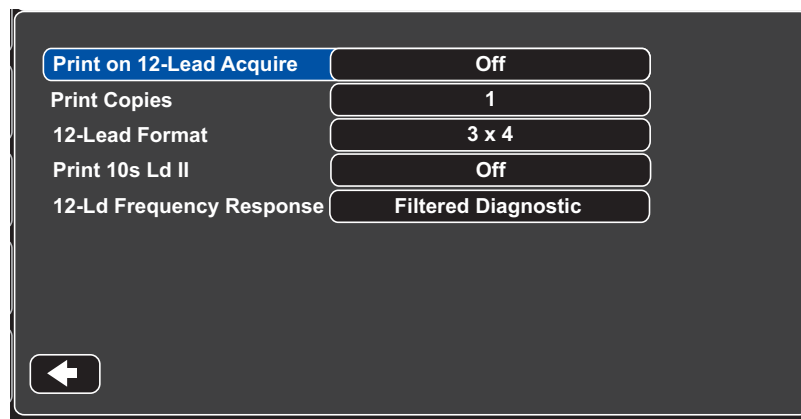 Print on 12-Lead Acquire Off
Print Copies 1
12-Lead Format 3 x 4
Print 10s Ld II Off
12-Ld Frequency Response Filtered Diagnostic